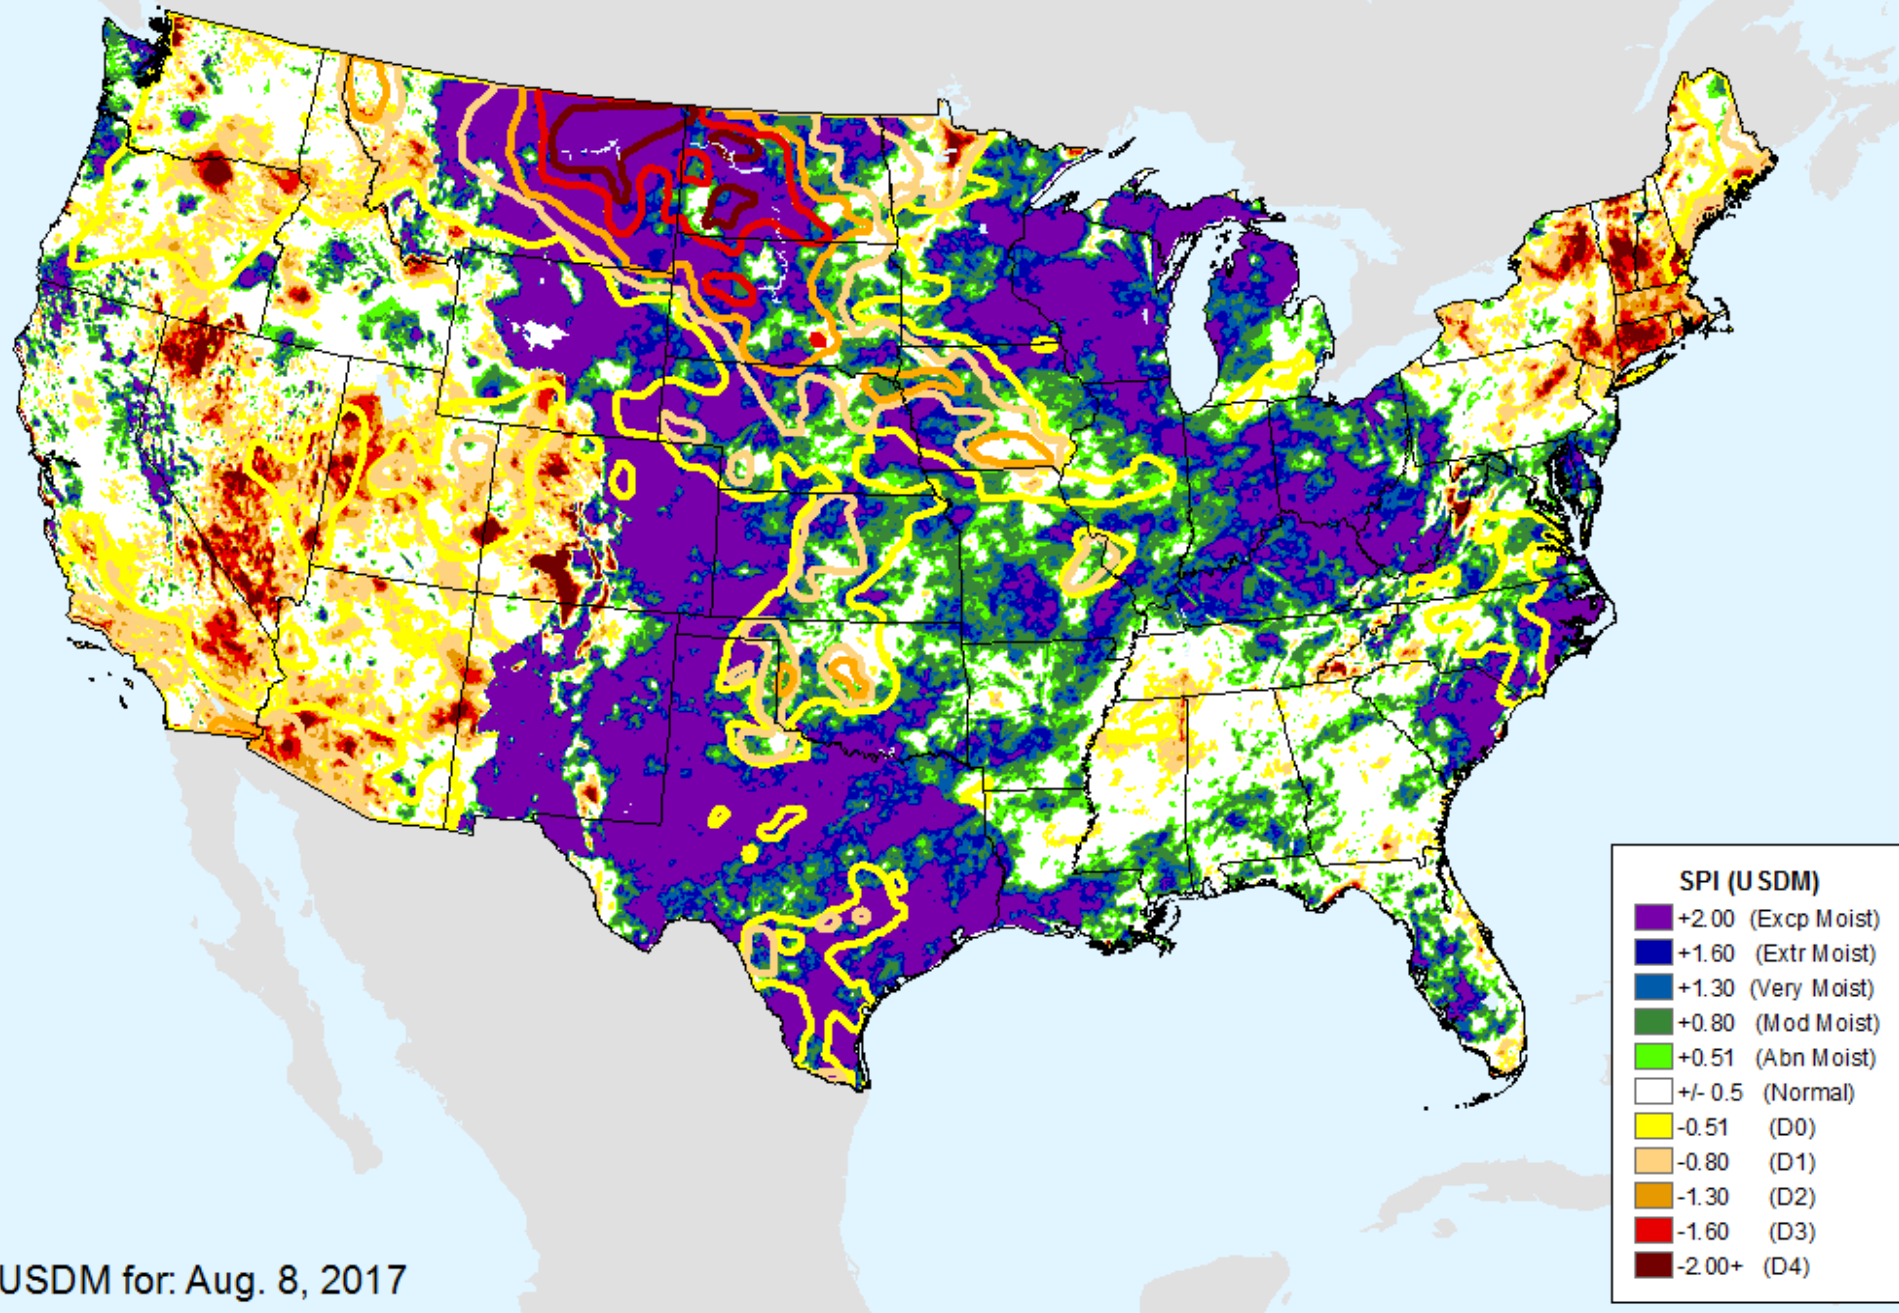 SPI (USDM)
+2.00 (Excp Moist)
+1.60 (Extr Moist)
+1.30 (Very Moist)
+0.80 (Mod Moist)
+0.51 (Abn Moist)
+/- 0.5 (Normal)
-0.51 (D0)
-0.80 (D1)
-1.30 (D2)
-1.60 (D3)
-2.00+ (D4)
USDM for: Aug. 8, 2017